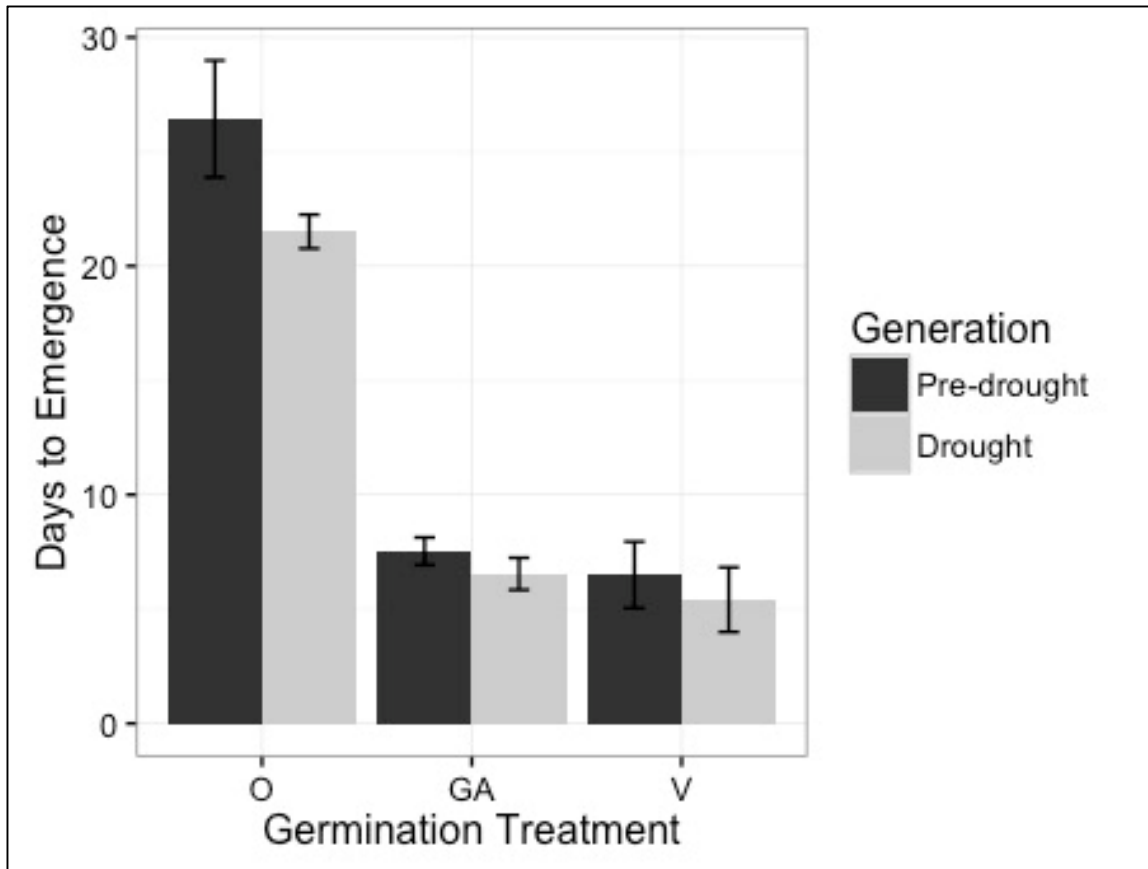 30
20
10
0
Days to Emergence
O
GA
V
Germination Treatment
Generation
Pre-drought
Drought